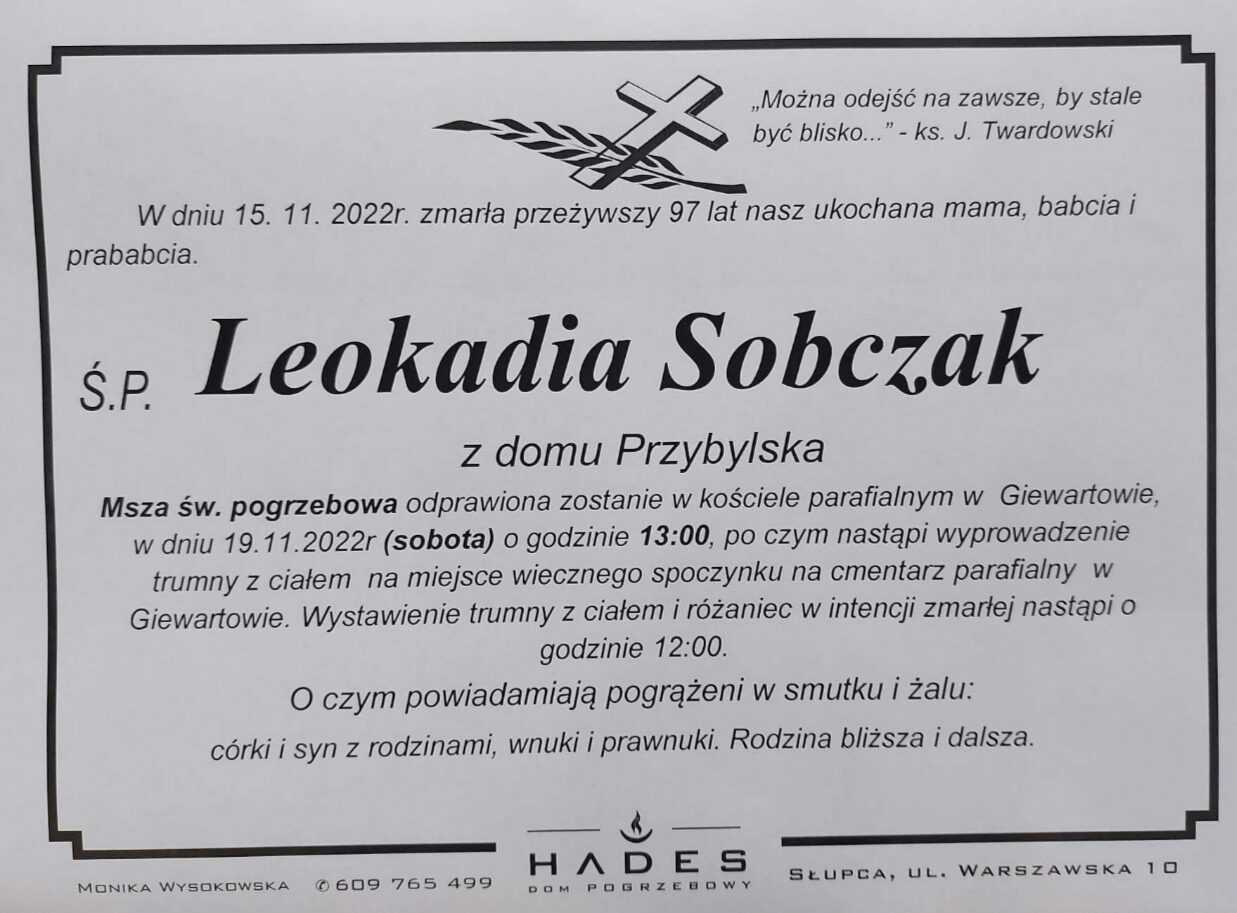 „Można odejść na zawsze, by stale
być blisko...” - ks. J. Twardowski
W dniu 15. 11. 2022r. zmarła przeżywszy 97 lat nasz ukochana mama, babcia i
prababcia.
Ś.P. Leokadia Sobczak
z domu Przybylska
Msza św. pogrzebowa odprawiona zostanie w kościele parafialnym w Giewartowie,
w dniu 19.11.2022r (sobota) o godzinie 13:00, po czym nastąpi wyprowadzenie
trumny z ciałem na miejsce wiecznego spoczynku na cmentarz parafialny w
Giewartowie. Wystawienie trumny z ciałem i różaniec w intencji zmarłej nastąpi o
godzinie 12:00.
O czym powiadamiają pogrążeni w smutku i żalu:
córki i syn z rodzinami, wnuki i prawnuki. Rodzina bliższa i dalsza.
MONIKA WYSOKOWSKA ✆ 609 765 499
HADES
DOM POGRZEBOWY
SŁUPCA, UL. WARSZAWSKA 10